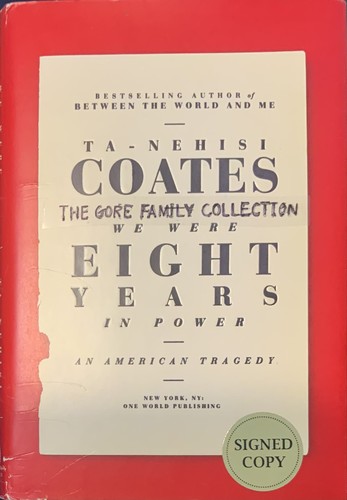 BESTSELLING AUTHOR of
BETWEEN THE WORLD AND ME
TA-NEHISI
COATES
THE GORE FAMILY COLLECTION
WE WERE
EIGHT
YEARS
IN POWER
AN AMERICAN TRAGEDY
NEW YORK, NY:
ONE WORLD PUBLISHING
SIGNED
COPY